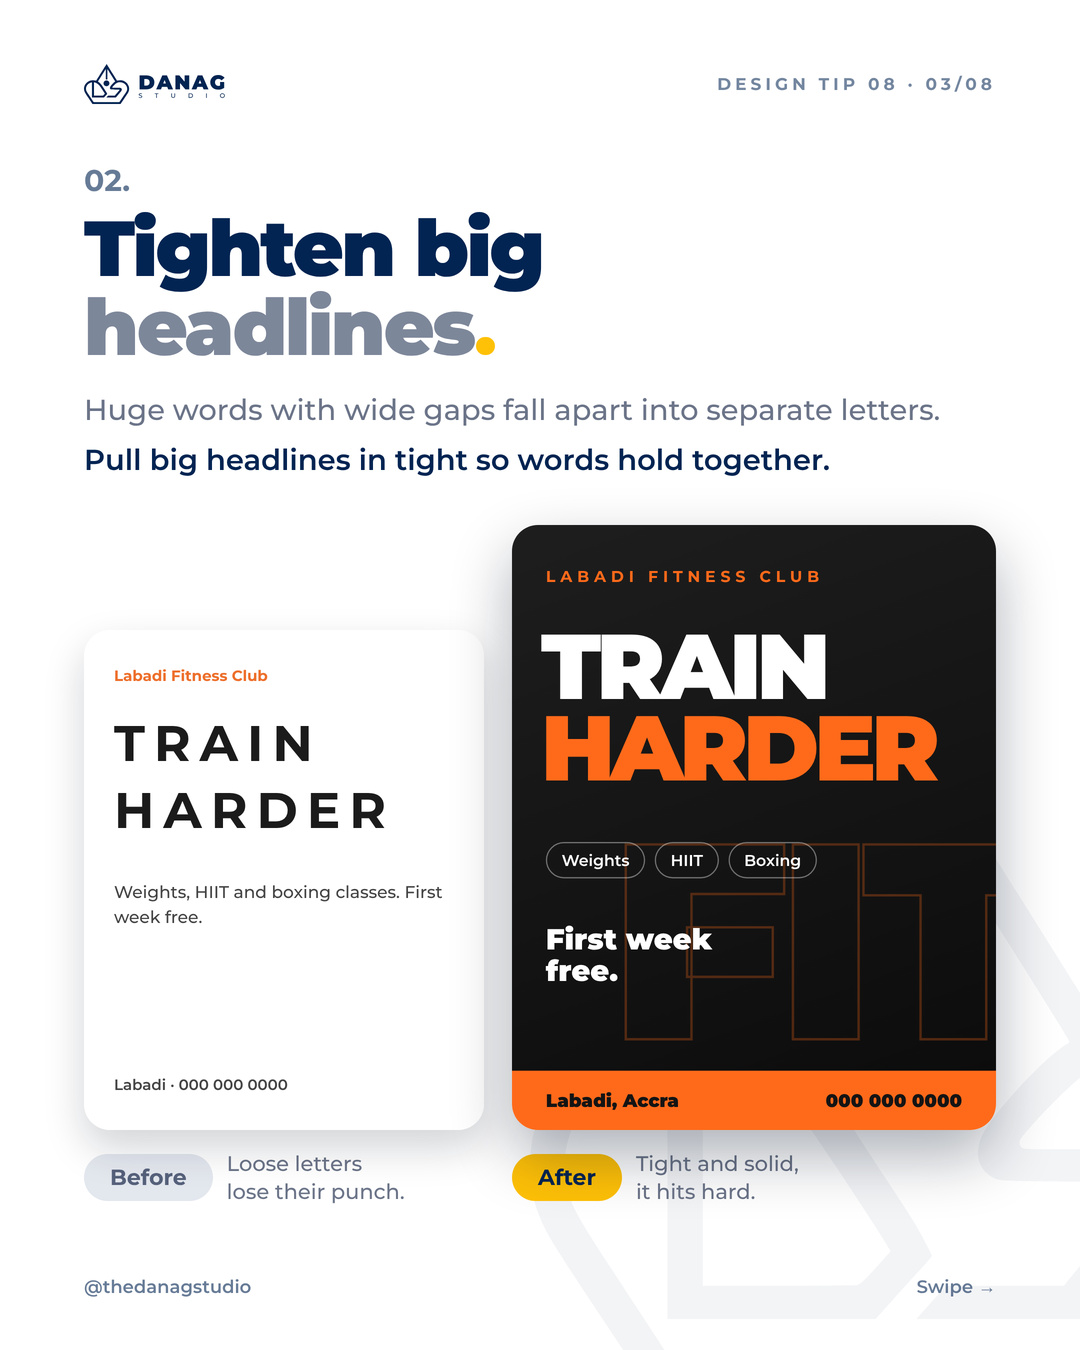 DANAG
STUDIO
DESIGN TIP 08 · 03/08
02.
Tighten big
headlines.
Huge words with wide gaps fall apart into separate letters.
Pull big headlines in tight so words hold together.
Labadi Fitness Club
TRAIN
HARDER
Weights, HIIT and boxing classes. First
week free.
Labadi · 000 000 0000
LABADI FITNESS CLUB
TRAIN
HARDER
Weights HIIT Boxing
First week
free.
FIT
Labadi, Accra 000 000 0000
Before Loose letters
lose their punch.
After Tight and solid,
it hits hard.
@thedanagstudio
Swipe →